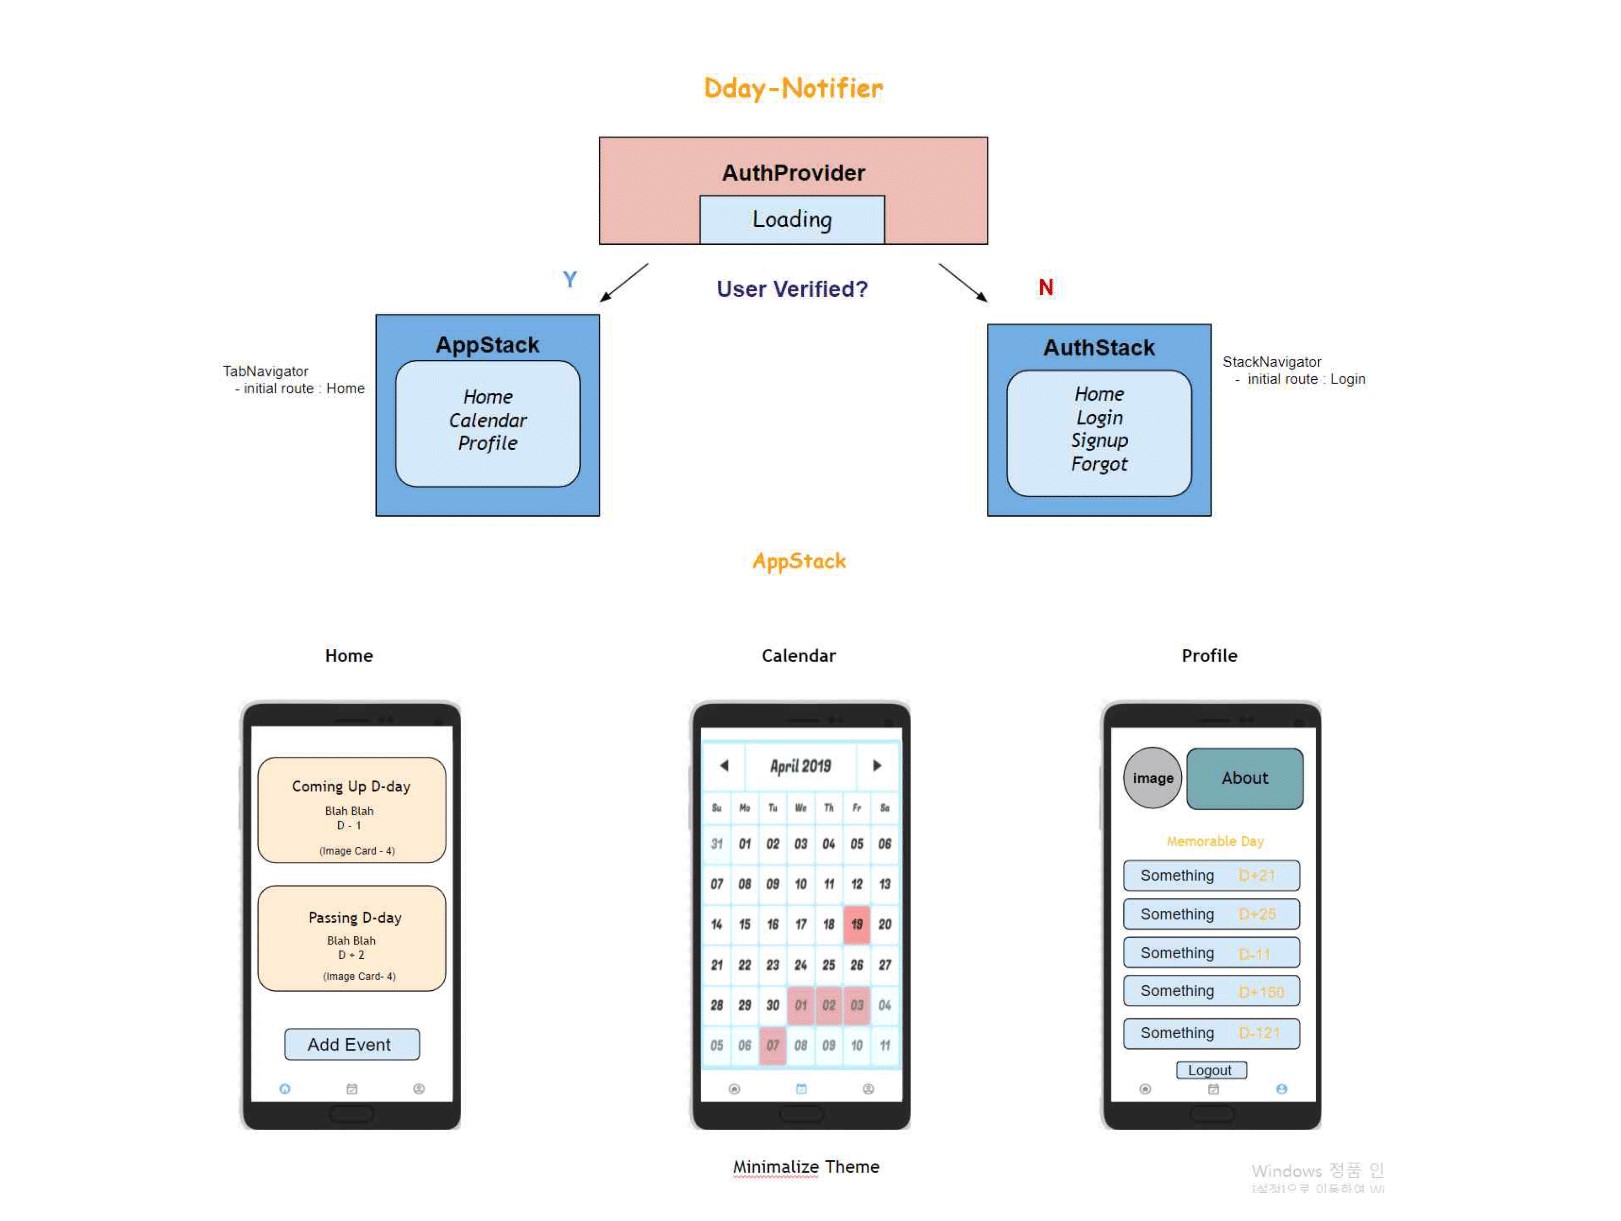 Dday-Notifier
AuthProvider
Loading
Y
User Verified?
N
AppStack
Home
Calendar
Profile
TabNavigator
- initial route : Home
AuthStack
Home
Login
Signup
Forgot
StackNavigator
- initial route : Login
AppStack
Home
Calendar
Profile
Coming Up D-day
Blah Blah
D - 1
(Image Card - 4)
Passing D-day
Blah Blah
D + 2
(Image Card- 4)
Add Event
April 2019
Su Mo Tu We Th Fr Sa
31 01 02 03 04 05 06
07 08 09 10 11 12 13
14 15 16 17 18 19 20
21 22 23 24 25 26 27
28 29 30 01 02 03 04
05 06 07 08 09 10 11
image
About
Memorable Day
Something D+21
Something D+25
Something D-11
Something D+150
Something D-121
Logout
Minimalize Theme
Windows 정품 인